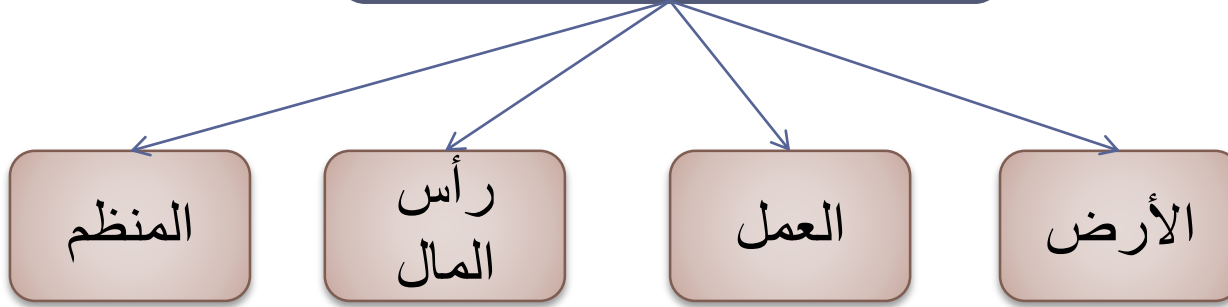 الأرض
العمل
رأس
المال
المنظم